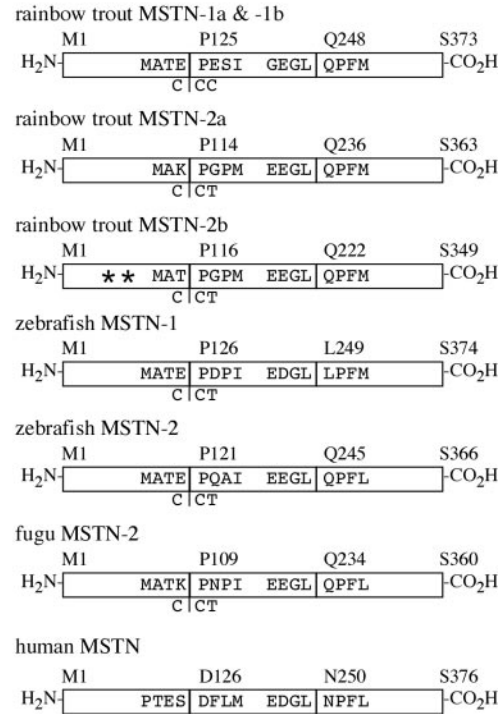 rainbow trout MSTN-1a & -1b
M1 P125 Q248 S373
H₂N- MATE PESI GEGL QPFM -CO₂H
C CC
rainbow trout MSTN-2a
M1 P114 Q236 S363
H₂N- MAK PGPM EEGL QPFM -CO₂H
C CT
rainbow trout MSTN-2b
M1 P116 Q222 S349
H₂N- ** MAT PGPM EEGL QPFM -CO₂H
C CT
zebrafish MSTN-1
M1 P126 L249 S374
H₂N- MATE PDPI EDGL LPFM -CO₂H
C CT
zebrafish MSTN-2
M1 P121 Q245 S366
H₂N- MATE PQAI EEGL QPFL -CO₂H
C CT
fugu MSTN-2
M1 P109 Q234 S360
H₂N- MATK PNPI EEGL QPFL -CO₂H
C CT
human MSTN
M1 D126 N250 S376
H₂N- PTES DFLM EDGL NPFL -CO₂H